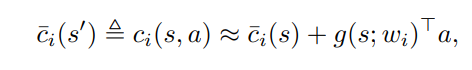 c̄ᵢ(s′) ≜ cᵢ(s, a) ≈ c̄ᵢ(s) + g(s; wᵢ)⊤a,